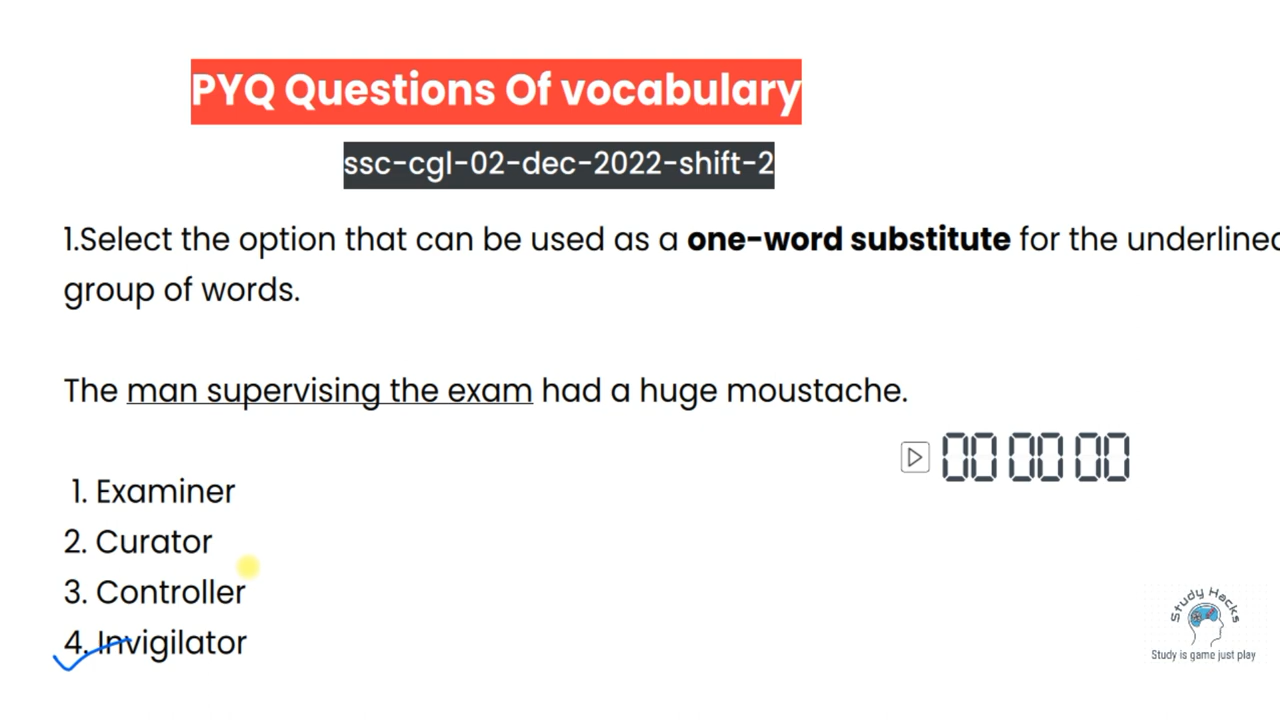 PYQ Questions Of vocabulary
ssc-cgl-02-dec-2022-shift-2
1.Select the option that can be used as a one-word substitute for the underlined
group of words.
The man supervising the exam had a huge moustache.
00 00 00
1. Examiner
2. Curator
3. Controller
4. Invigilator
Study Hacks
Study is game just play